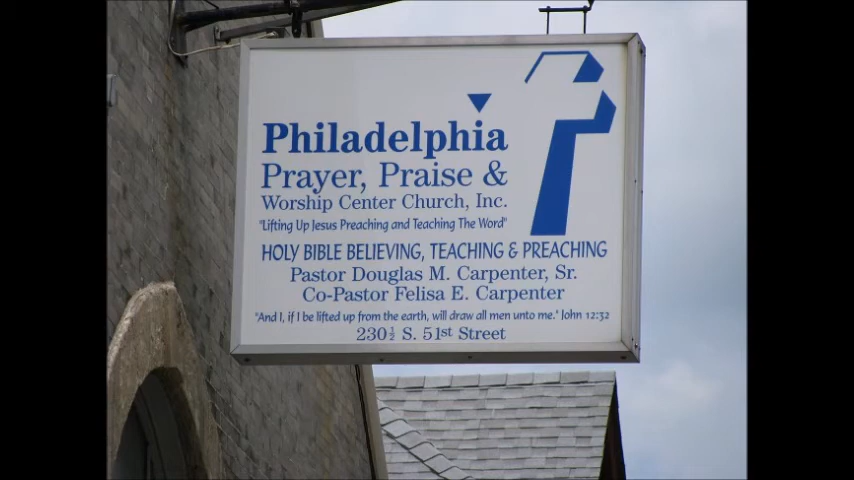 Philadelphia
Prayer, Praise &
Worship Center Church, Inc.
"Lifting Up Jesus Preaching and Teaching The Word"
HOLY BIBLE BELIEVING, TEACHING & PREACHING
Pastor Douglas M. Carpenter, Sr.
Co-Pastor Felisa E. Carpenter
"And I, if I be lifted up from the earth, will draw all men unto me." John 12:32
230½ S. 51st Street